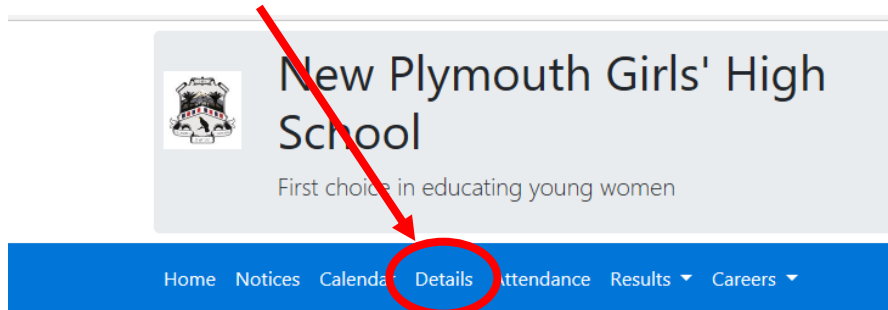 New Plymouth Girls' High
School
First choice in educating young women
Home Notices Calendar Details Attendance Results Careers